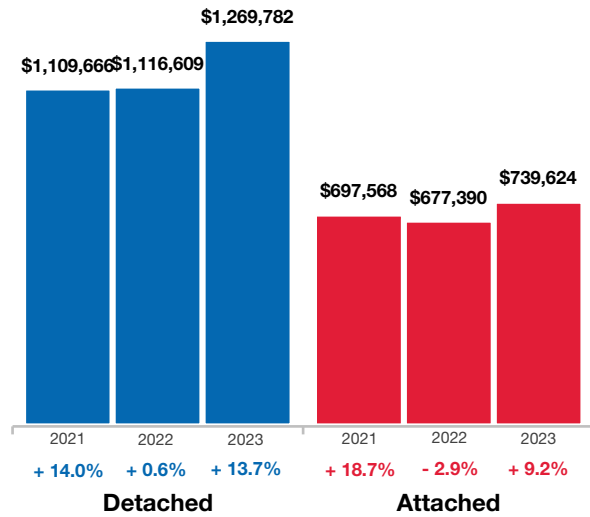 $1,269,782
$1,109,666 $1,116,609
$739,624
$697,568 $677,390
2021 2022 2023 2021 2022 2023
+ 14.0% + 0.6% + 13.7% + 18.7% - 2.9% + 9.2%
Detached Attached